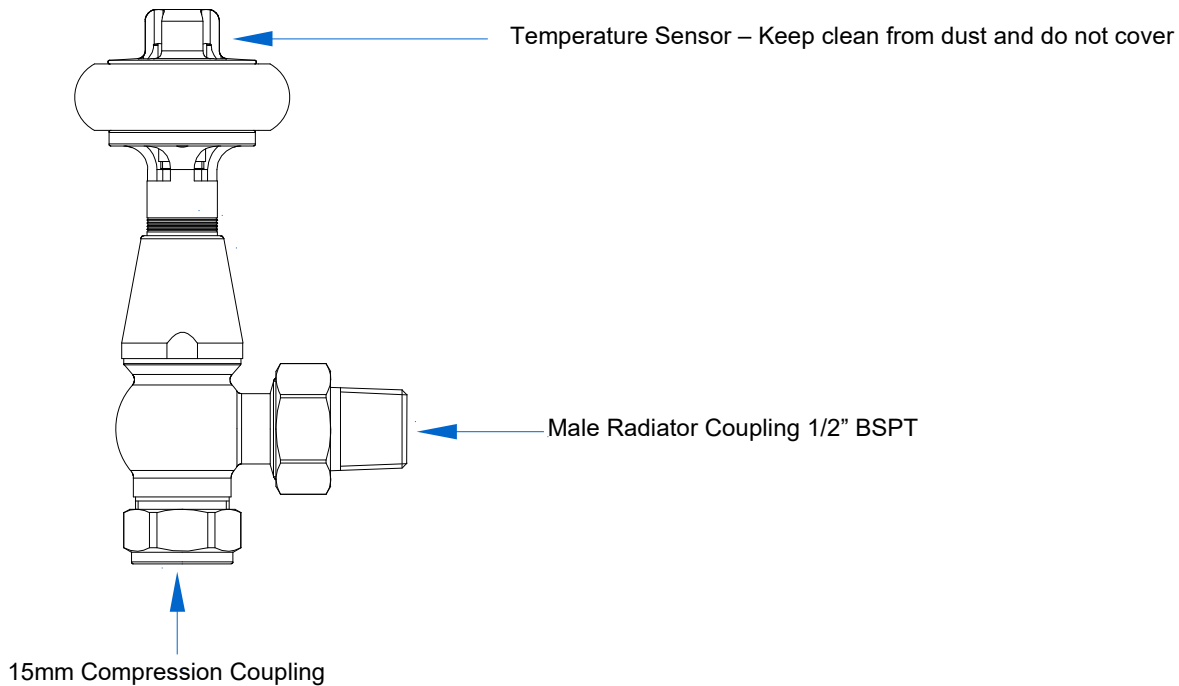 Temperature Sensor – Keep clean from dust and do not cover
Male Radiator Coupling 1/2” BSPT
15mm Compression Coupling